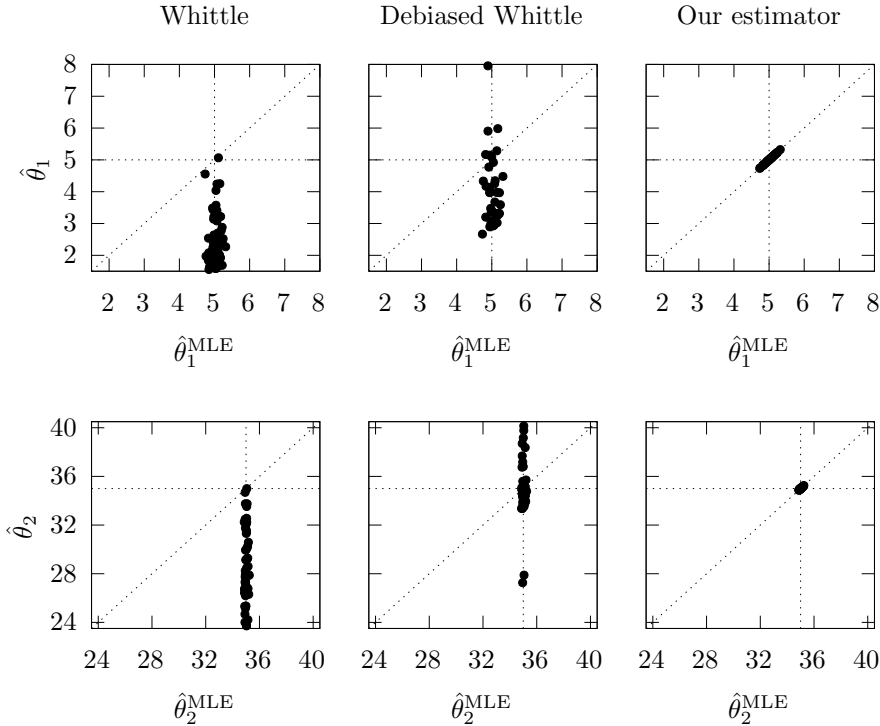 Whittle Debiased Whittle Our estimator
8
7
6
5
4
3
2
θ̂₁
2 3 4 5 6 7 8 2 3 4 5 6 7 8 2 3 4 5 6 7 8
θ̂₁ᴹᴸᴱ θ̂₁ᴹᴸᴱ θ̂₁ᴹᴸᴱ
40
36
32
28
24
θ̂₂
24 28 32 36 40 24 28 32 36 40 24 28 32 36 40
θ̂₂ᴹᴸᴱ θ̂₂ᴹᴸᴱ θ̂₂ᴹᴸᴱ